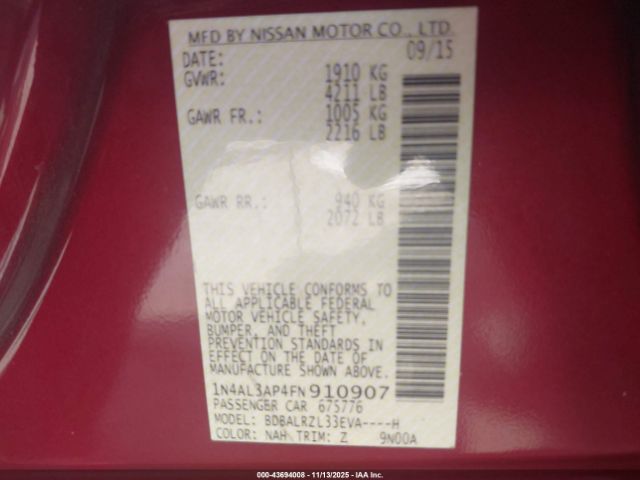 MFD BY NISSAN MOTOR CO., LTD.
DATE: 09/15
GVWR: 1910 KG
4211 LB
GAWR FR.: 1005 KG
2216 LB
GAWR RR.: 940 KG
2072 LB
THIS VEHICLE CONFORMS TO
ALL APPLICABLE FEDERAL
MOTOR VEHICLE SAFETY,
BUMPER, AND THEFT
PREVENTION STANDARDS
IN EFFECT ON THE DATE OF
MANUFACTURE SHOWN ABOVE.
1N4AL3AP4FN910907
PASSENGER CAR 675776
MODEL: BDBALRZL33EVA----H
COLOR: NAH TRIM: Z 9N00A
000-43694008 - 11/13/2025 - IAA Inc.